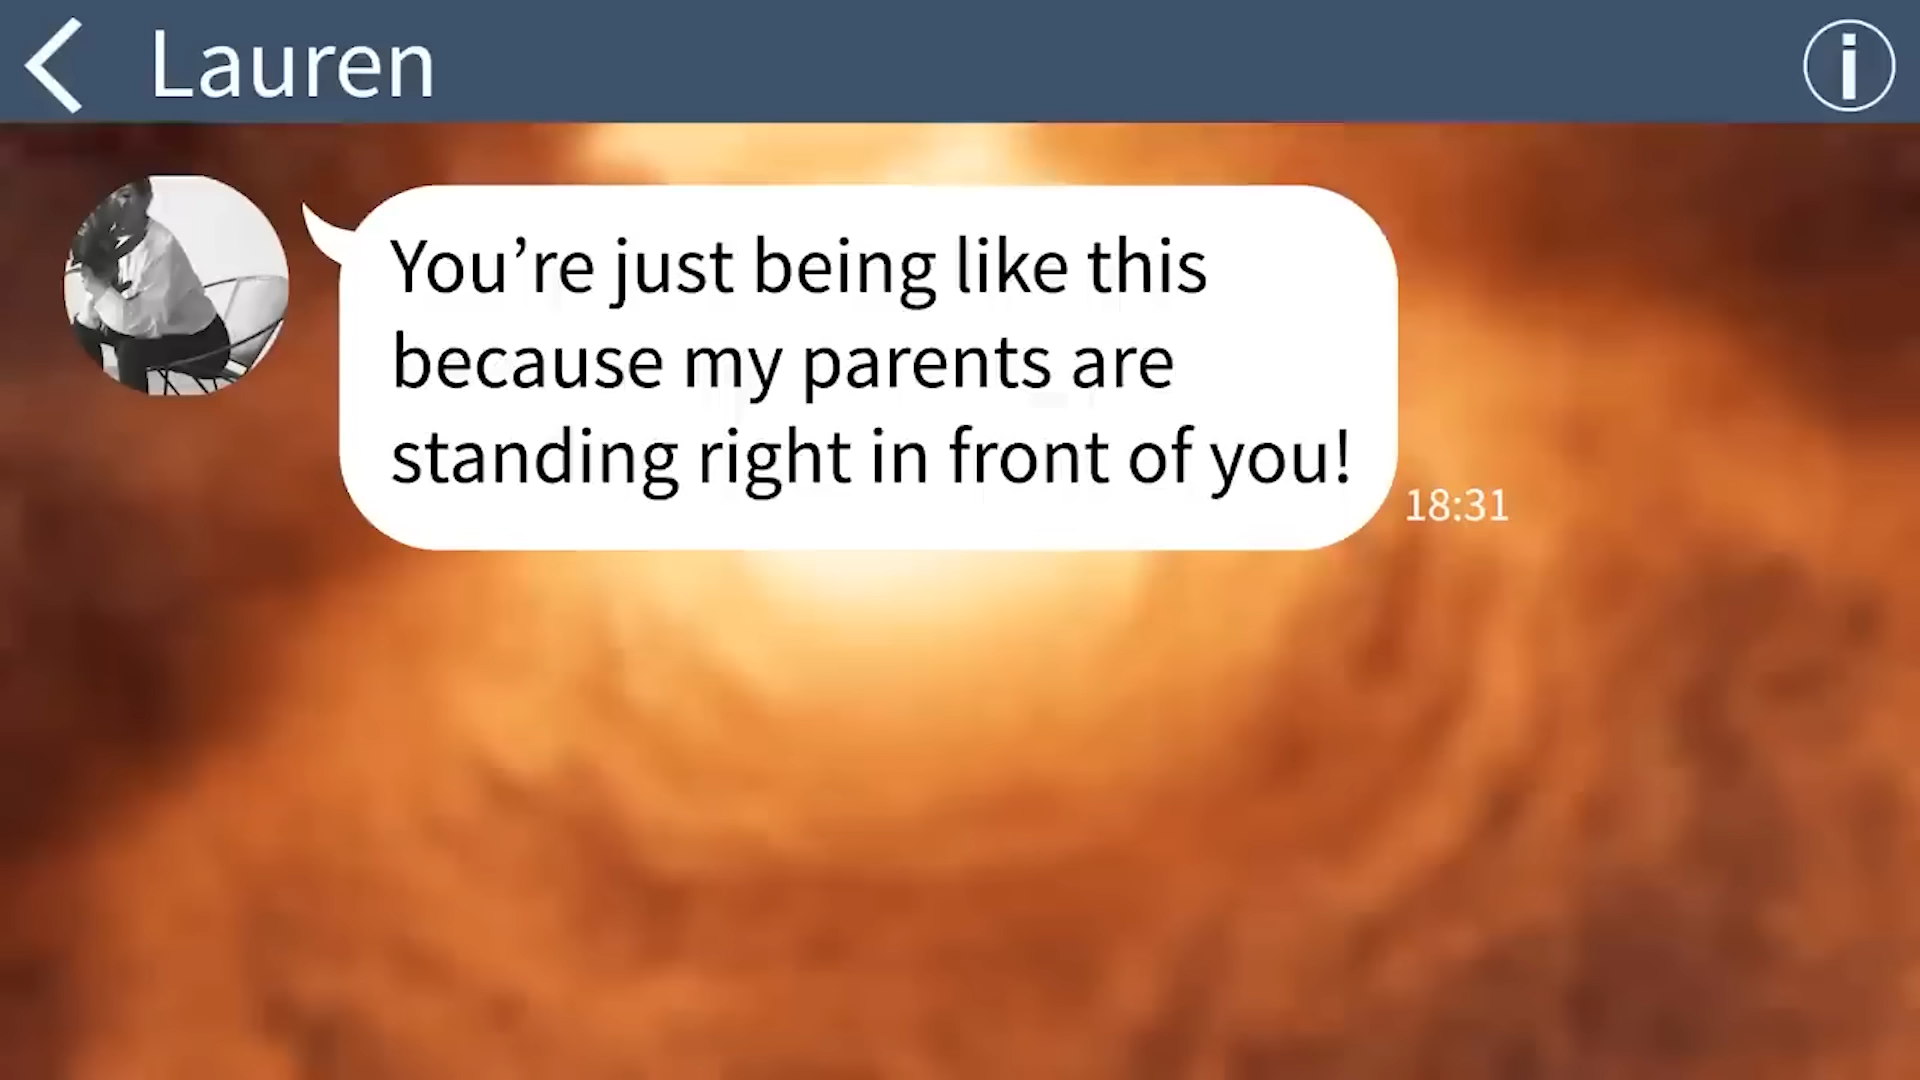 Lauren
You’re just being like this
because my parents are
standing right in front of you!
18:31